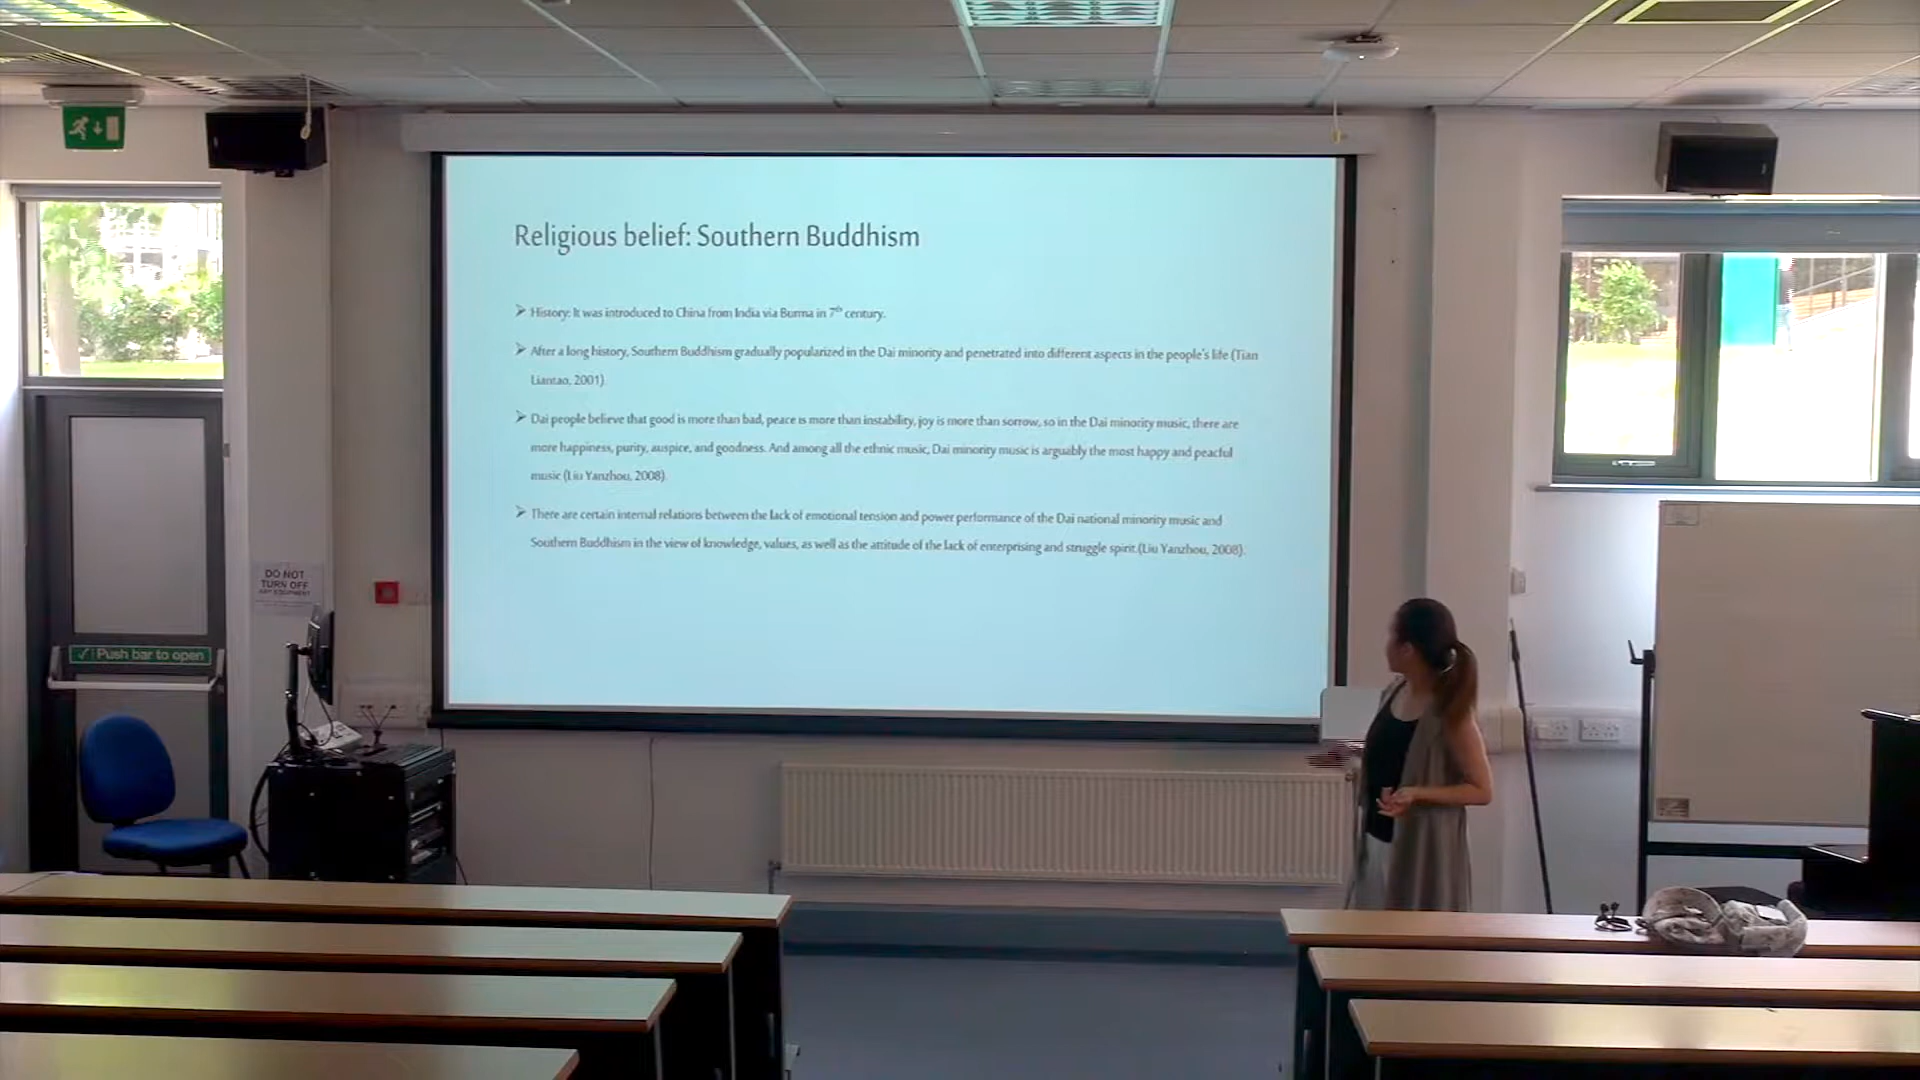 Religious belief: Southern Buddhism
➢ History: It was introduced to China from India via Burma in 7th century.
➢ After a long history, Southern Buddhism gradually popularized in the Dai minority and penetrated into different aspects in the people's life (Tian
Liantao, 2001).
➢ Dai people believe that good is more than bad, peace is more than instability, joy is more than sorrow, so in the Dai minority music, there are
more happiness, purity, auspice, and goodness. And among all the ethnic music, Dai minority music is arguably the most happy and peacful
music (Liu Yanzhou, 2008).
➢ There are certain internal relations between the lack of emotional tension and power performance of the Dai national minority music and
Southern Buddhism in the view of knowledge, values, as well as the attitude of the lack of enterprising and struggle spirit.(Liu Yanzhou, 2008).
DO NOT
TURN OFF
ANY EQUIPMENT
Push bar to open